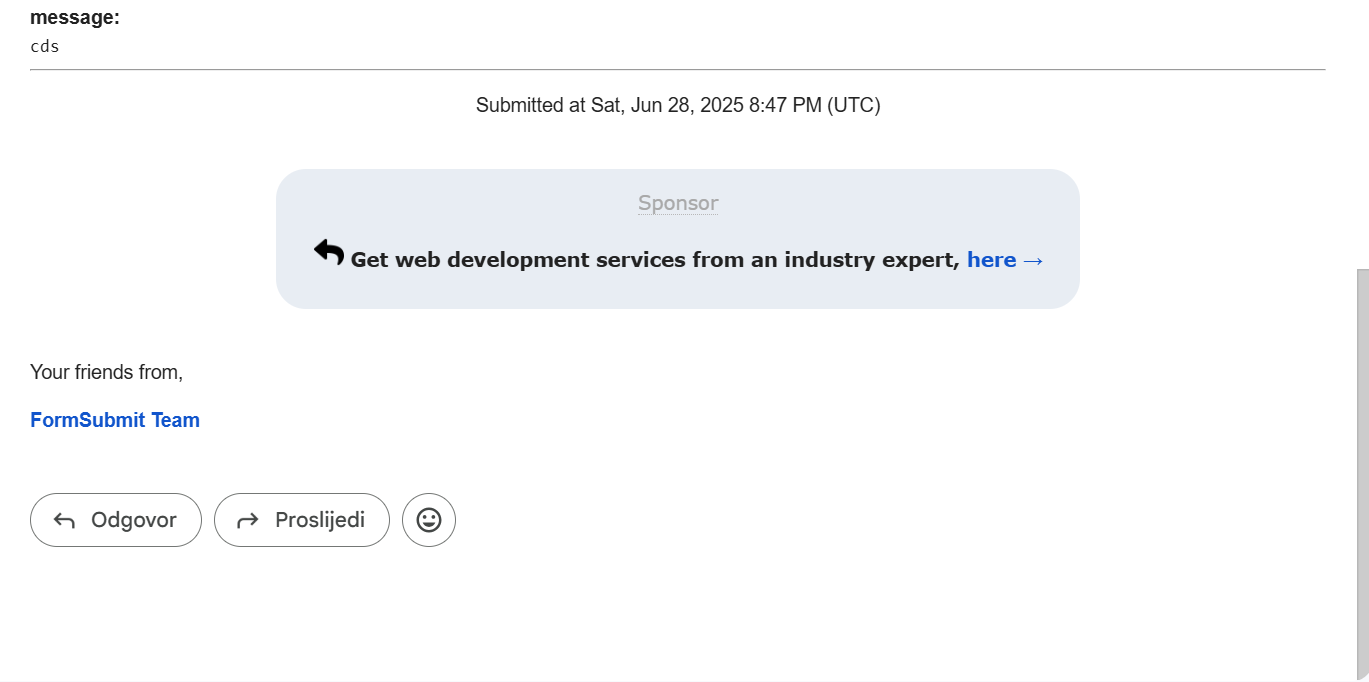 message:
cds
Submitted at Sat, Jun 28, 2025 8:47 PM (UTC)
Sponsor
Get web development services from an industry expert, here →
Your friends from,
FormSubmit Team
Odgovor
Proslijedi